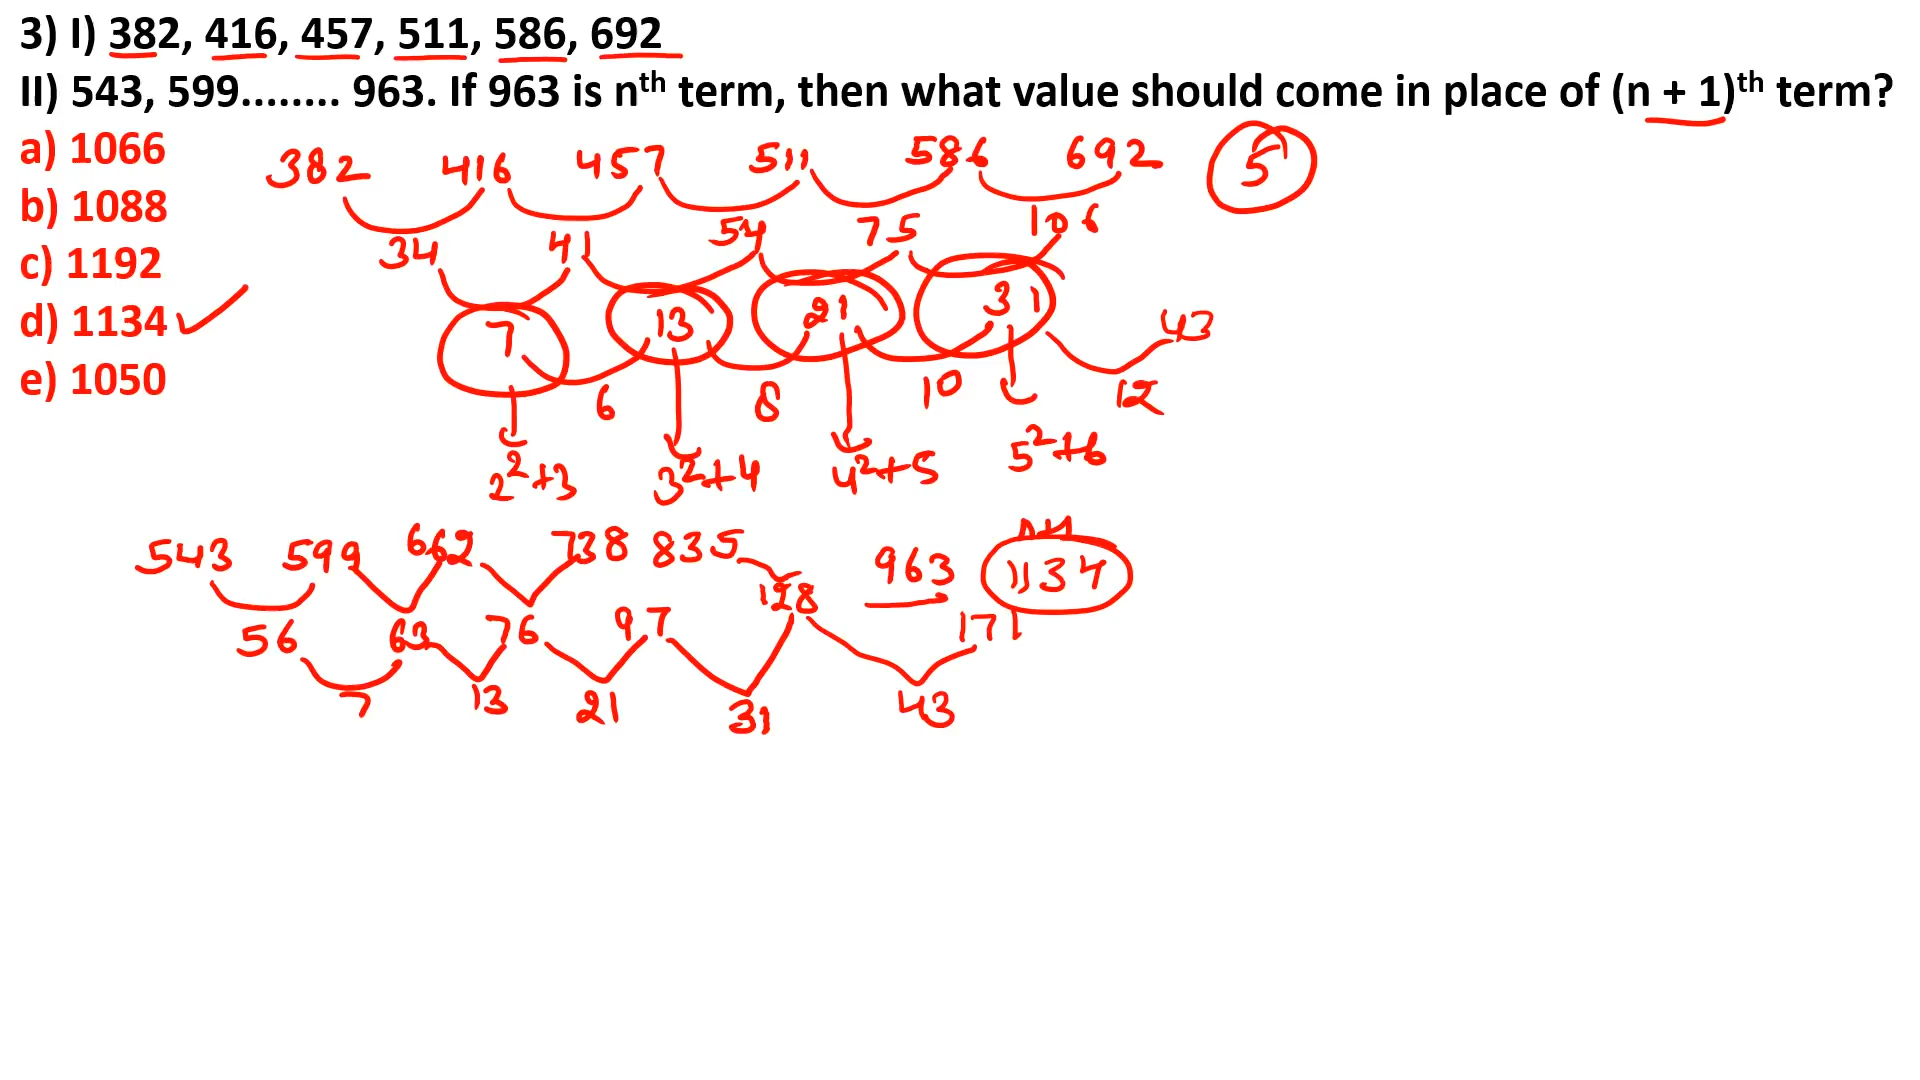 3) I) 382, 416, 457, 511, 586, 692
II) 543, 599........ 963. If 963 is nth term, then what value should come in place of (n + 1)th term?
a) 1066
b) 1088
c) 1192
d) 1134
e) 1050
382 416 457 511 586 692 5
34 41 54 75 106
7 13 21 31 43
6 8 10 12
2²+3 3²+4 4²+5 5²+6
543 599 662 738 835 963 1134
56 63 76 97 128 171
7 13 21 31 43